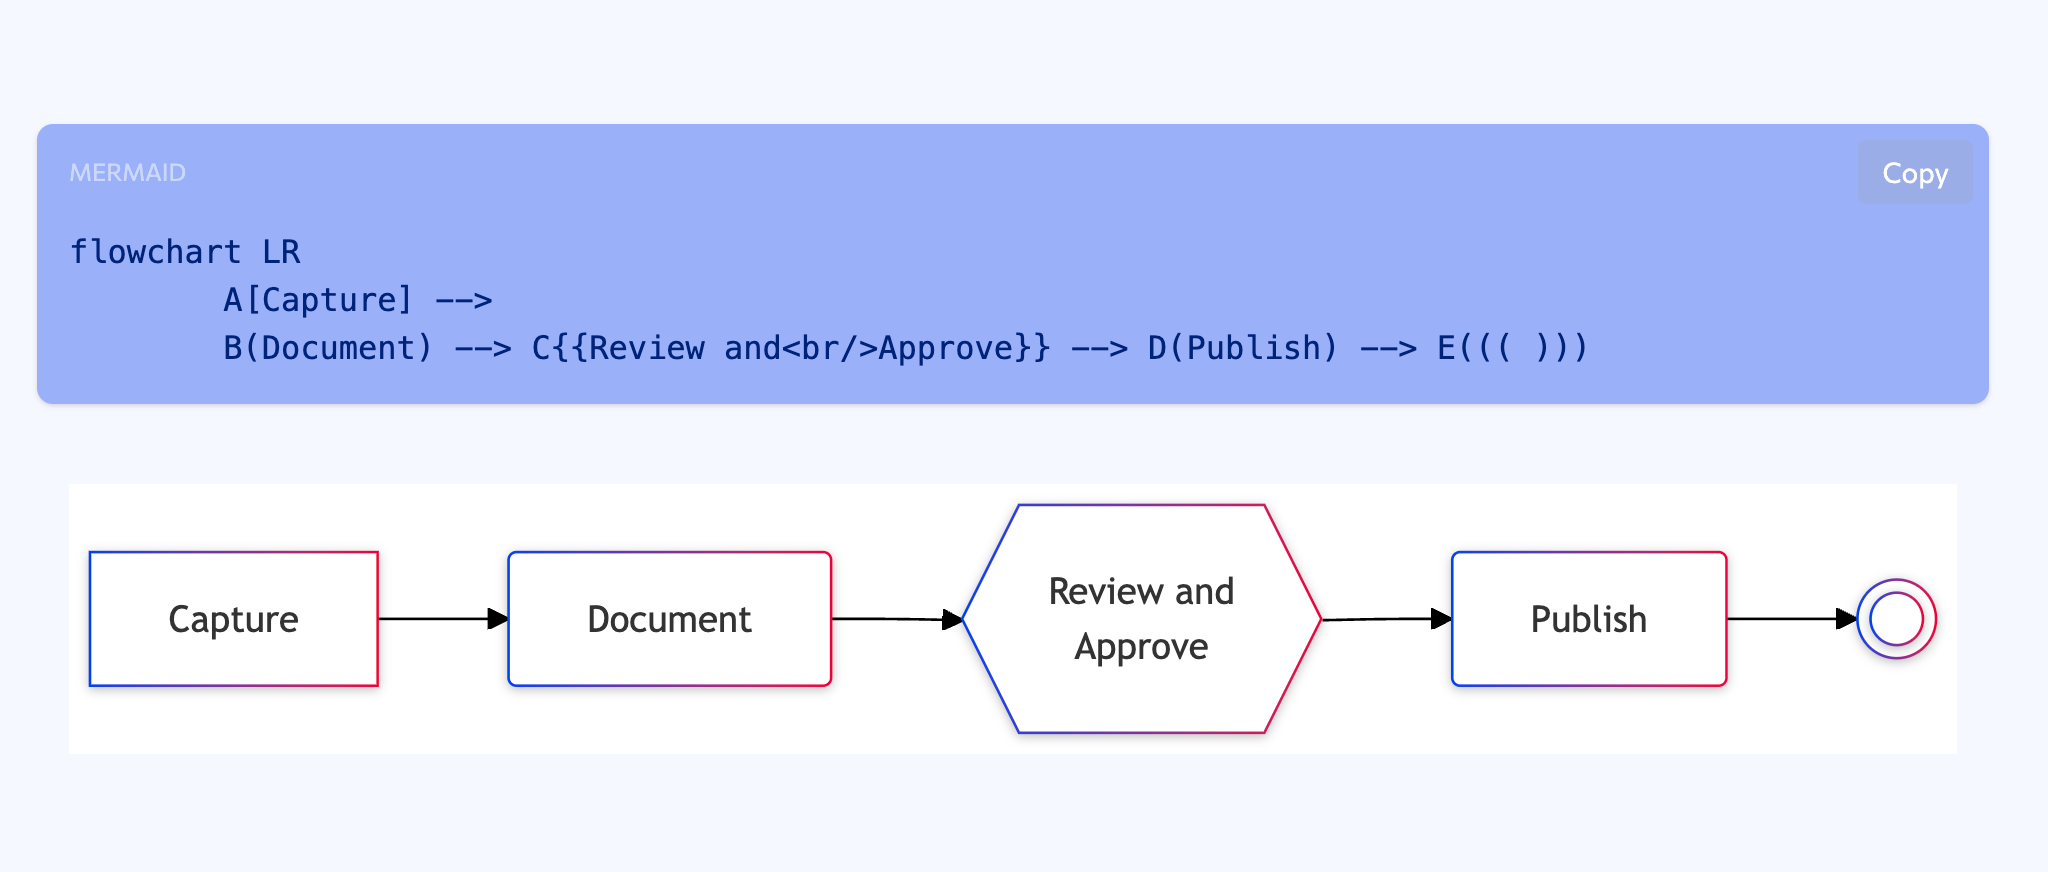 MERMAID
Copy
flowchart LR
A[Capture] -->
B(Document) --> C{{Review and<br/>Approve}} --> D(Publish) --> E((( )))
Capture
Document
Review and
Approve
Publish